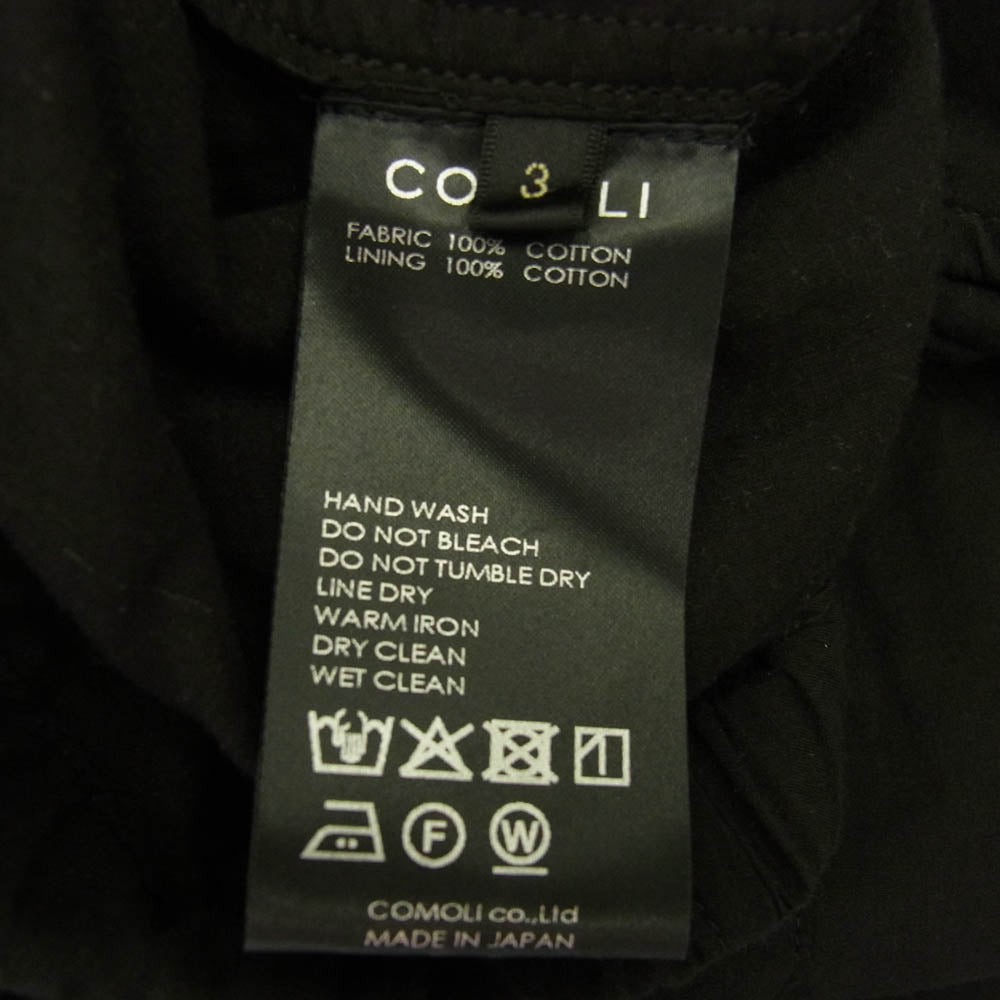 CO 3 LI
FABRIC 100% COTTON
LINING 100% COTTON
HAND WASH
DO NOT BLEACH
DO NOT TUMBLE DRY
LINE DRY
WARM IRON
DRY CLEAN
WET CLEAN
F W
COMOLI co.,Ltd
MADE IN JAPAN